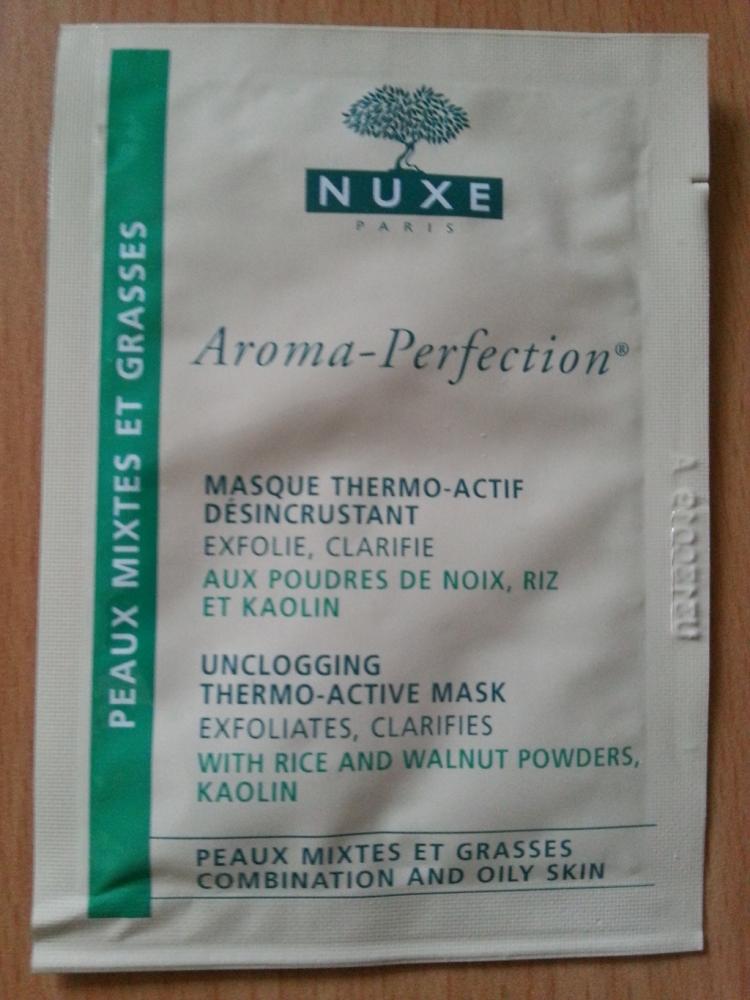 NUXE
PARIS
PEAUX MIXTES ET GRASSES
Aroma-Perfection®
MASQUE THERMO-ACTIF
DÉSINCRUSTANT
EXFOLIE, CLARIFIE
AUX POUDRES DE NOIX, RIZ
ET KAOLIN
UNCLOGGING
THERMO-ACTIVE MASK
EXFOLIATES, CLARIFIES
WITH RICE AND WALNUT POWDERS,
KAOLIN
PEAUX MIXTES ET GRASSES
COMBINATION AND OILY SKIN